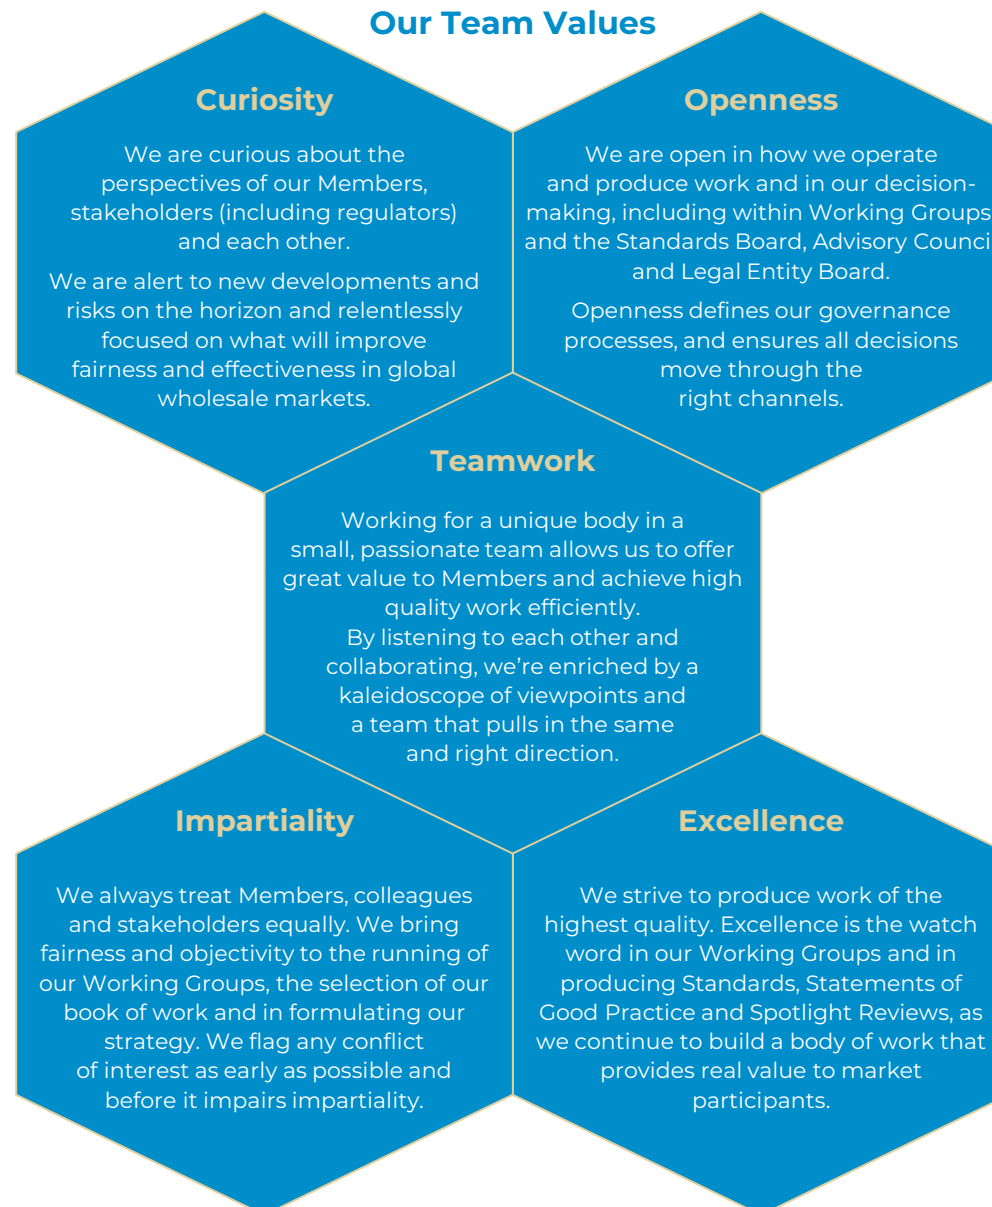 Our Team Values
Curiosity
We are curious about the
perspectives of our Members,
stakeholders (including regulators)
and each other.
We are alert to new developments and
risks on the horizon and relentlessly
focused on what will improve
fairness and effectiveness in global
wholesale markets.
Openness
We are open in how we operate
and produce work and in our decision-
making, including within Working Groups
and the Standards Board, Advisory Counci
and Legal Entity Board.
Openness defines our governance
processes, and ensures all decisions
move through the
right channels.
Teamwork
Working for a unique body in a
small, passionate team allows us to offer
great value to Members and achieve high
quality work efficiently.
By listening to each other and
collaborating, we’re enriched by a
kaleidoscope of viewpoints and
a team that pulls in the same
and right direction.
Impartiality
We always treat Members, colleagues
and stakeholders equally. We bring
fairness and objectivity to the running of
our Working Groups, the selection of our
book of work and in formulating our
strategy. We flag any conflict
of interest as early as possible and
before it impairs impartiality.
Excellence
We strive to produce work of the
highest quality. Excellence is the watch
word in our Working Groups and in
producing Standards, Statements of
Good Practice and Spotlight Reviews, as
we continue to build a body of work that
provides real value to market
participants.